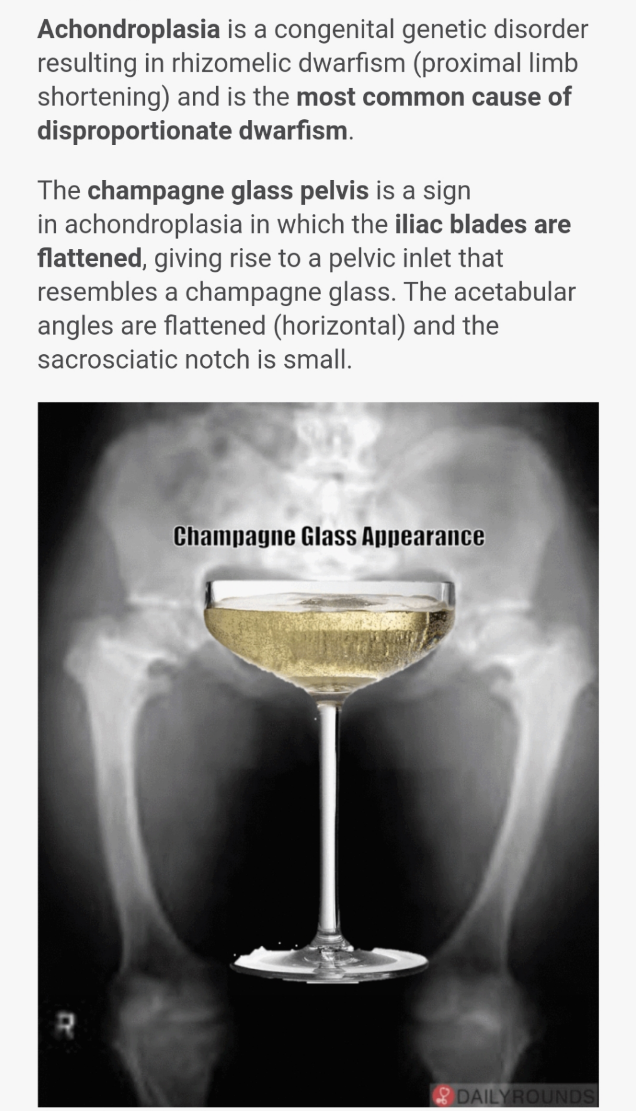 Achondroplasia is a congenital genetic disorder
resulting in rhizomelic dwarfism (proximal limb
shortening) and is the most common cause of
disproportionate dwarfism.
The champagne glass pelvis is a sign
in achondroplasia in which the iliac blades are
flattened, giving rise to a pelvic inlet that
resembles a champagne glass. The acetabular
angles are flattened (horizontal) and the
sacrosciatic notch is small.
Champagne Glass Appearance
R
DAILYROUNDS